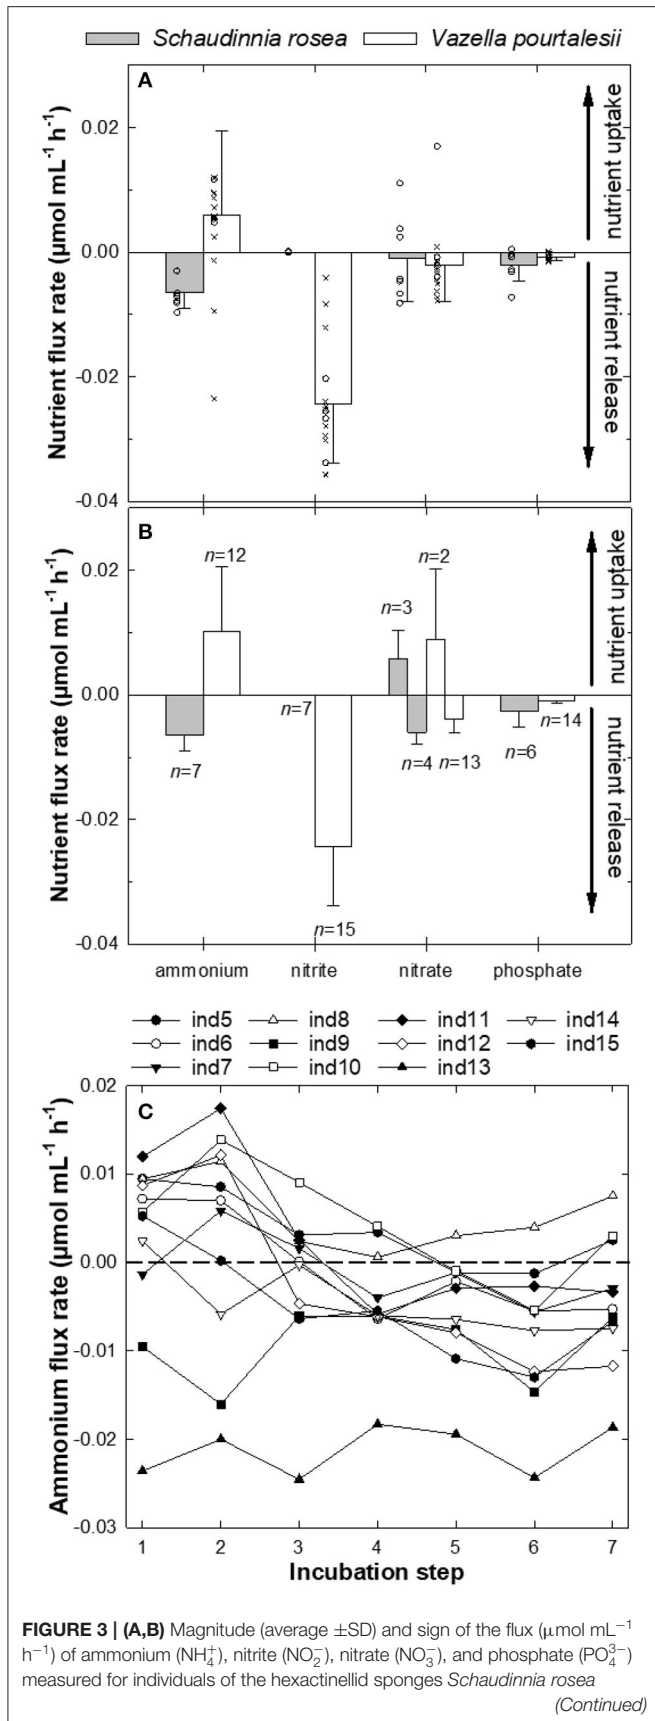 Schaudinnia rosea Vazella pourtalesii
A
Nutrient flux rate (µmol mL⁻¹ h⁻¹)
0.02
0.00
-0.02
-0.04
nutrient uptake
nutrient release
B
Nutrient flux rate (µmol mL⁻¹ h⁻¹)
0.02
0.00
-0.02
-0.04
n=12
n=2
n=3
n=7
n=14
n=7
n=4
n=13
n=6
n=15
nutrient uptake
nutrient release
ammonium nitrite nitrate phosphate
ind5 ind8 ind11 ind14
ind6 ind9 ind12 ind15
ind7 ind10 ind13
C
Ammonium flux rate (µmol mL⁻¹ h⁻¹)
0.02
0.01
0.00
-0.01
-0.02
-0.03
1 2 3 4 5 6 7
Incubation step
FIGURE 3 | (A,B) Magnitude (average ±SD) and sign of the flux (µmol mL⁻¹
h⁻¹) of ammonium (NH₄⁺), nitrite (NO₂⁻), nitrate (NO₃⁻), and phosphate (PO₄³⁻)
measured for individuals of the hexactinellid sponges Schaudinnia rosea
(Continued)